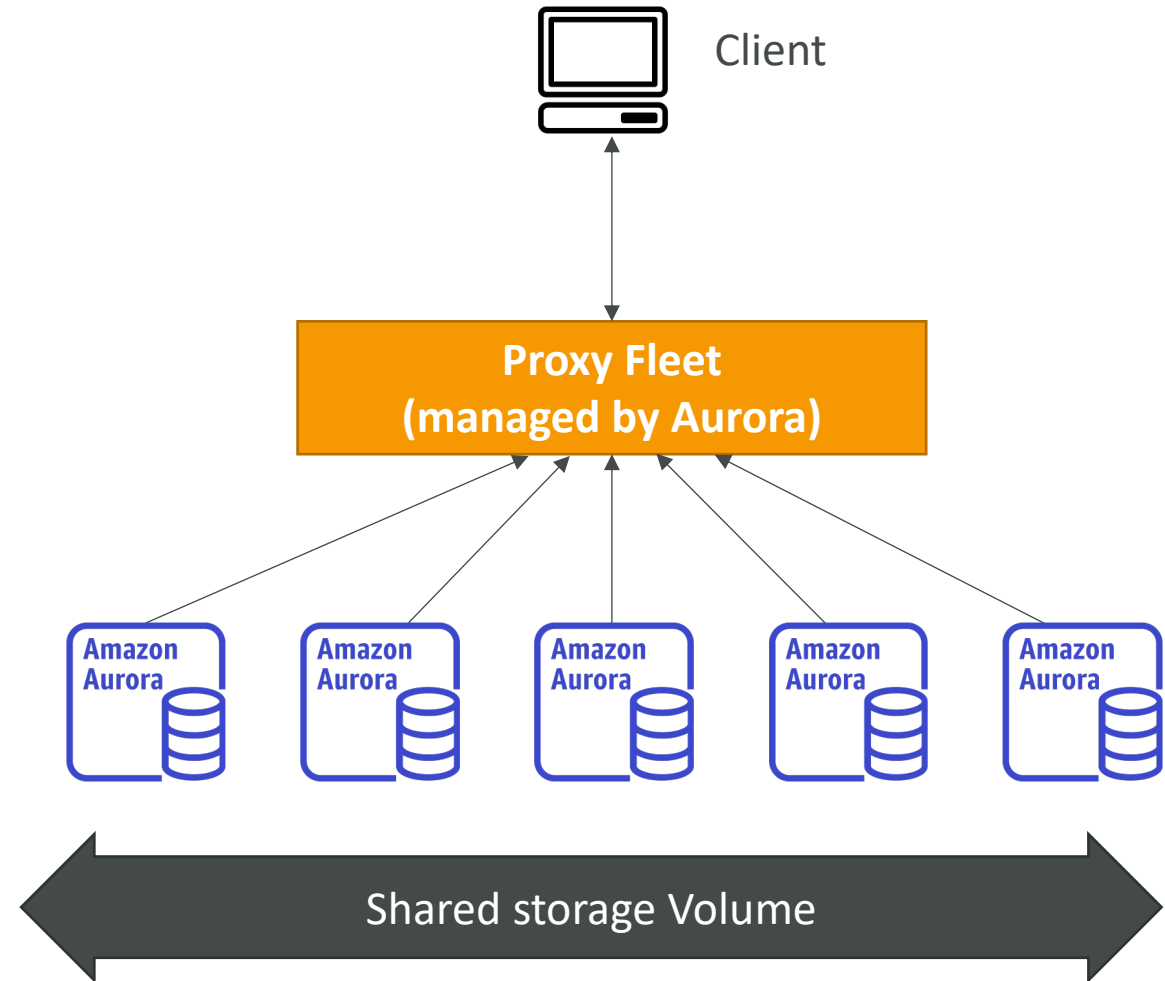 Client
Proxy Fleet
(managed by Aurora)
Amazon
Aurora
Amazon
Aurora
Amazon
Aurora
Amazon
Aurora
Amazon
Aurora
Shared storage Volume